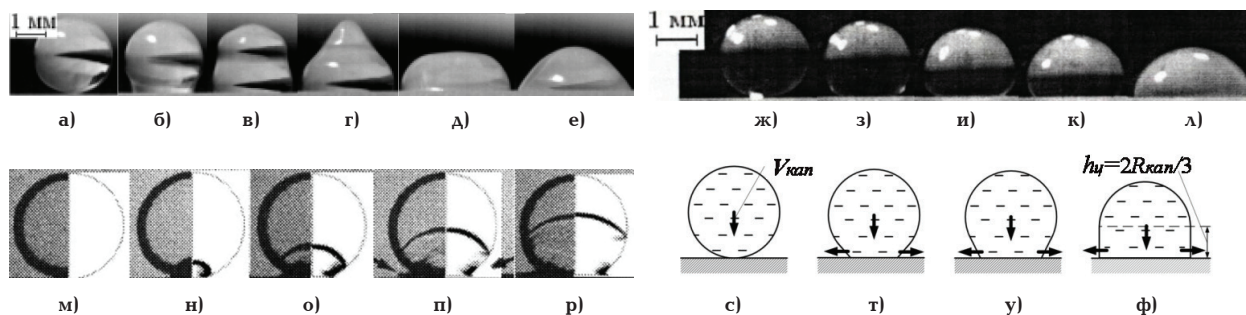 1 мм
а) б) в) г) д) е)
1 мм
ж) з) и) к) л)
м) н) о) п) р)
Vкап
hц=2Rкап/3
с) т) у) ф)